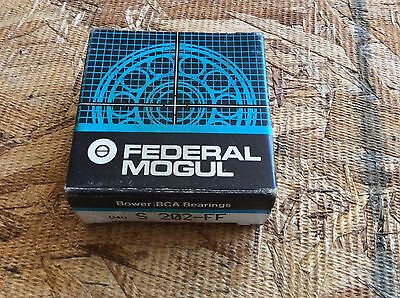 FEDERAL
MOGUL
Bower/BCA Bearings
S 202-FF